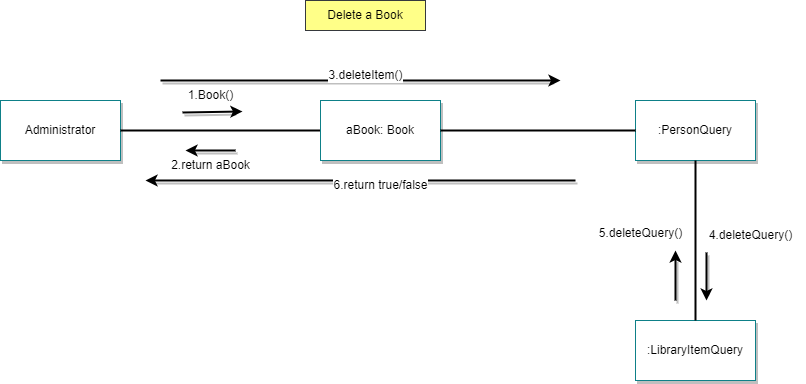 Delete a Book
3.deleteItem()
1.Book()
Administrator
aBook: Book
:PersonQuery
2.return aBook
6.return true/false
5.deleteQuery()
4.deleteQuery()
:LibraryItemQuery